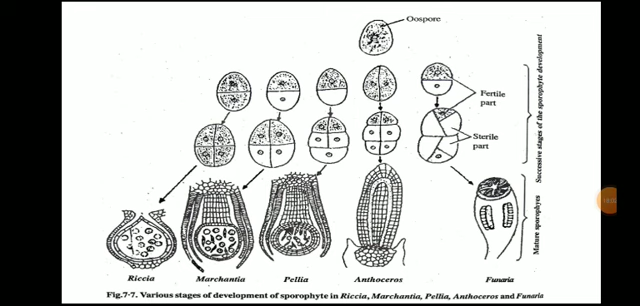 Oospore
Fertile
part
Sterile
part
Successive stages of the sporophyte development
Mature sporophyes
Riccia
Marchantia
Pellia
Anthoceros
Funaria
Fig.7·7. Various stages of development of sporophyte in Riccia, Marchantia, Pellia, Anthoceros and Funaria